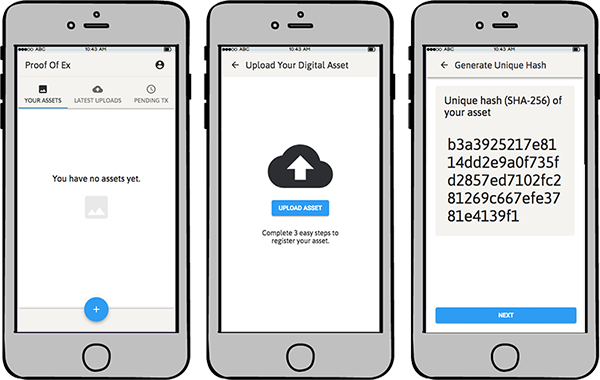 ABC 10:43 AM
Proof Of Ex
YOUR ASSETS LATEST UPLOADS PENDING TX
You have no assets yet.
+
ABC 10:43 AM
← Upload Your Digital Asset
UPLOAD ASSET
Complete 3 easy steps to
register your asset.
ABC 10:43 AM
← Generate Unique Hash
Unique hash (SHA-256) of
your asset
b3a3925217e81
14dd2e9a0f735f
d2857ed7102fc2
81269c667efe37
81e4139f1
NEXT